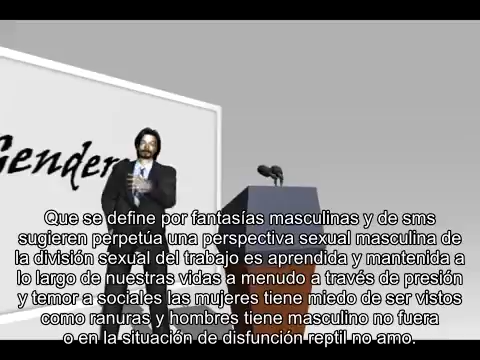 Gender
Que se define por fantasías masculinas y de sms
sugieren perpetúa una perspectiva sexual masculina de
la división sexual del trabajo es aprendida y mantenida a
lo largo de nuestras vidas a menudo a través de presión
y temor a sociales las mujeres tiene miedo de ser vistos
como ranuras y hombres tiene masculino no fuera
o en la situación de disfunción reptil no amo.